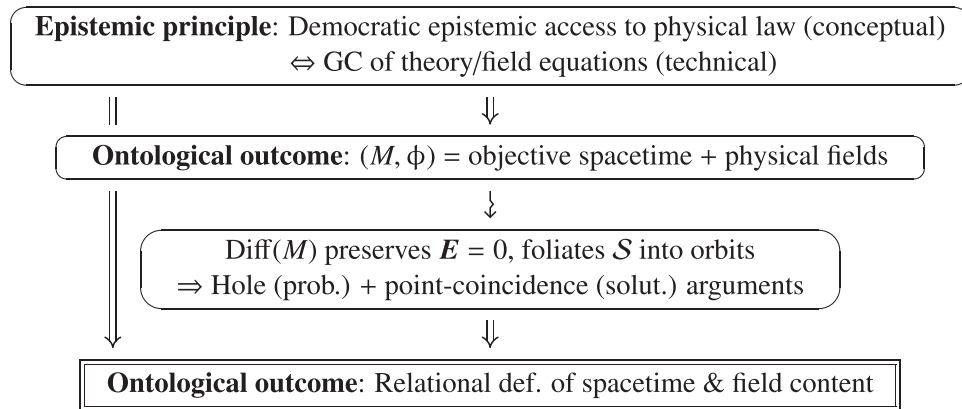 Epistemic principle: Democratic epistemic access to physical law (conceptual)
⇔ GC of theory/field equations (technical)
Ontological outcome: (M, ϕ) = objective spacetime + physical fields
Diff(M) preserves E = 0, foliates S into orbits
⇒ Hole (prob.) + point-coincidence (solut.) arguments
Ontological outcome: Relational def. of spacetime & field content